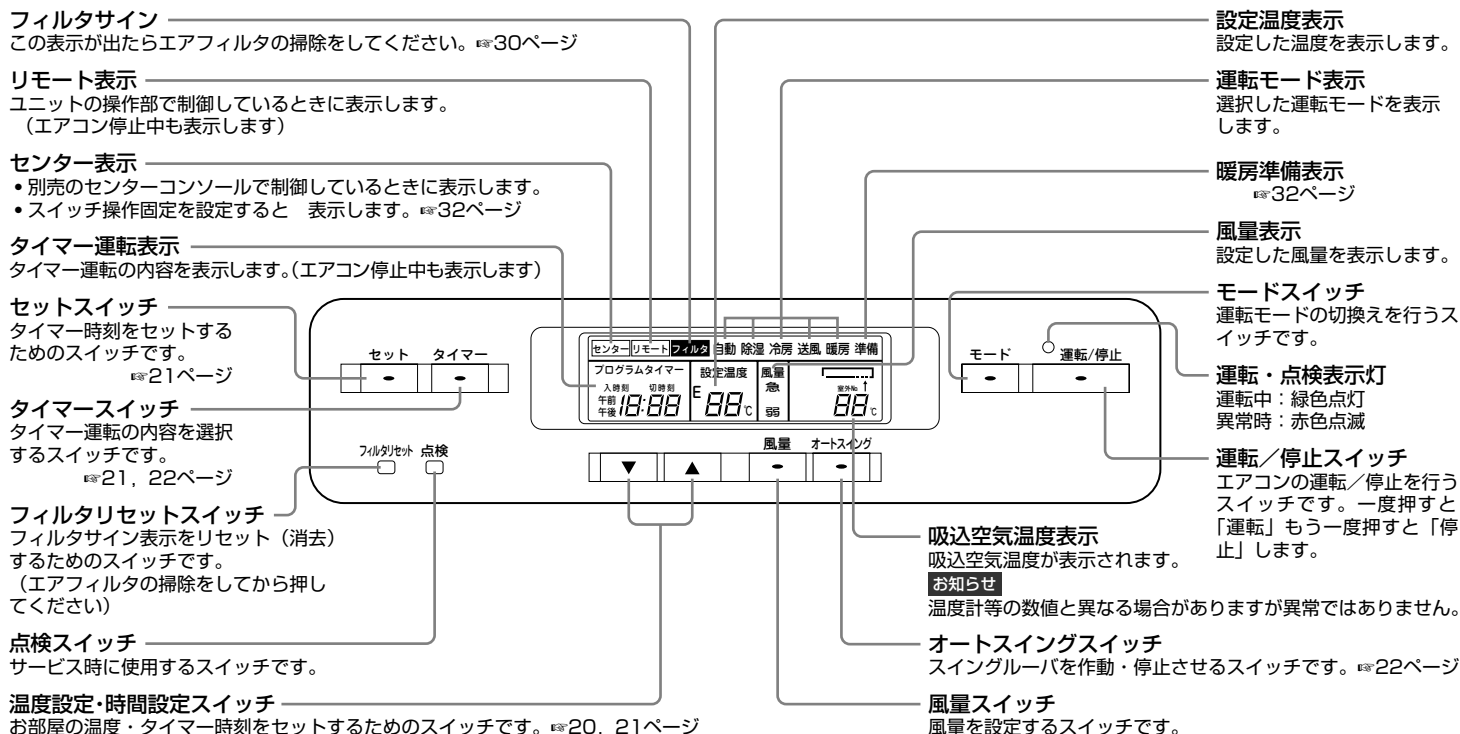 フィルタサイン
この表示が出たらエアフィルタの掃除をしてください。☞30ページ
リモート表示
ユニットの操作部で制御しているときに表示します。
（エアコン停止中も表示します）
センター表示
•別売のセンターコンソールで制御しているときに表示します。
•スイッチ操作固定を設定すると　表示します。☞32ページ
タイマー運転表示
タイマー運転の内容を表示します。（エアコン停止中も表示します）
セットスイッチ
タイマー時刻をセットする
ためのスイッチです。
☞21ページ
タイマースイッチ
タイマー運転の内容を選択
するスイッチです。
☞21，22ページ
フィルタリセットスイッチ
フィルタサイン表示をリセット（消去）
するためのスイッチです。
（エアフィルタの掃除をしてから押し
てください）
点検スイッチ
サービス時に使用するスイッチです。
温度設定･時間設定スイッチ
お部屋の温度・タイマー時刻をセットするためのスイッチです。☞20，21ページ
セット　タイマー
フィルタリセット　点検
センター　リモート　フィルタ　自動　除湿　冷房　送風　暖房　準備
プログラムタイマー　設定温度　風量
入時刻　切時刻　急　室外No ↑
午前
午後 18:88　E 88℃　弱　88℃
▼　▲　風量　オートスイング
モード　運転/停止
設定温度表示
設定した温度を表示します。
運転モード表示
選択した運転モードを表示
します。
暖房準備表示
☞32ページ
風量表示
設定した風量を表示します。
モードスイッチ
運転モードの切換えを行うス
イッチです。
運転・点検表示灯
運転中：緑色点灯
異常時：赤色点滅
運転／停止スイッチ
エアコンの運転／停止を行う
スイッチです。一度押すと
「運転」もう一度押すと「停
止」します。
吸込空気温度表示
吸込空気温度が表示されます。
お知らせ
温度計等の数値と異なる場合がありますが異常ではありません。
オートスイングスイッチ
スイングルーバを作動・停止させるスイッチです。☞22ページ
風量スイッチ
風量を設定するスイッチです。